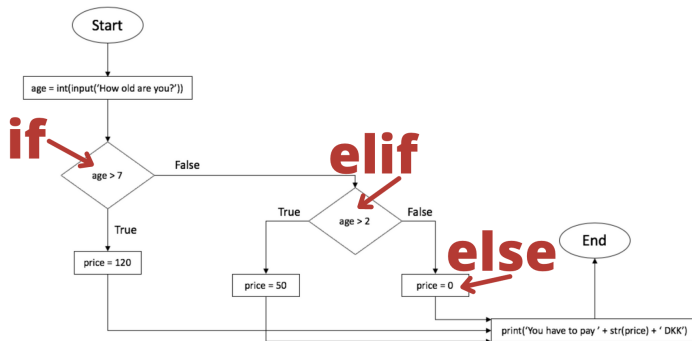 Start
age = int(input('How old are you?'))
if
age > 7
False
elif
True
price = 120
age > 2
True
False
price = 50
else
price = 0
End
print('You have to pay ' + str(price) + ' DKK')